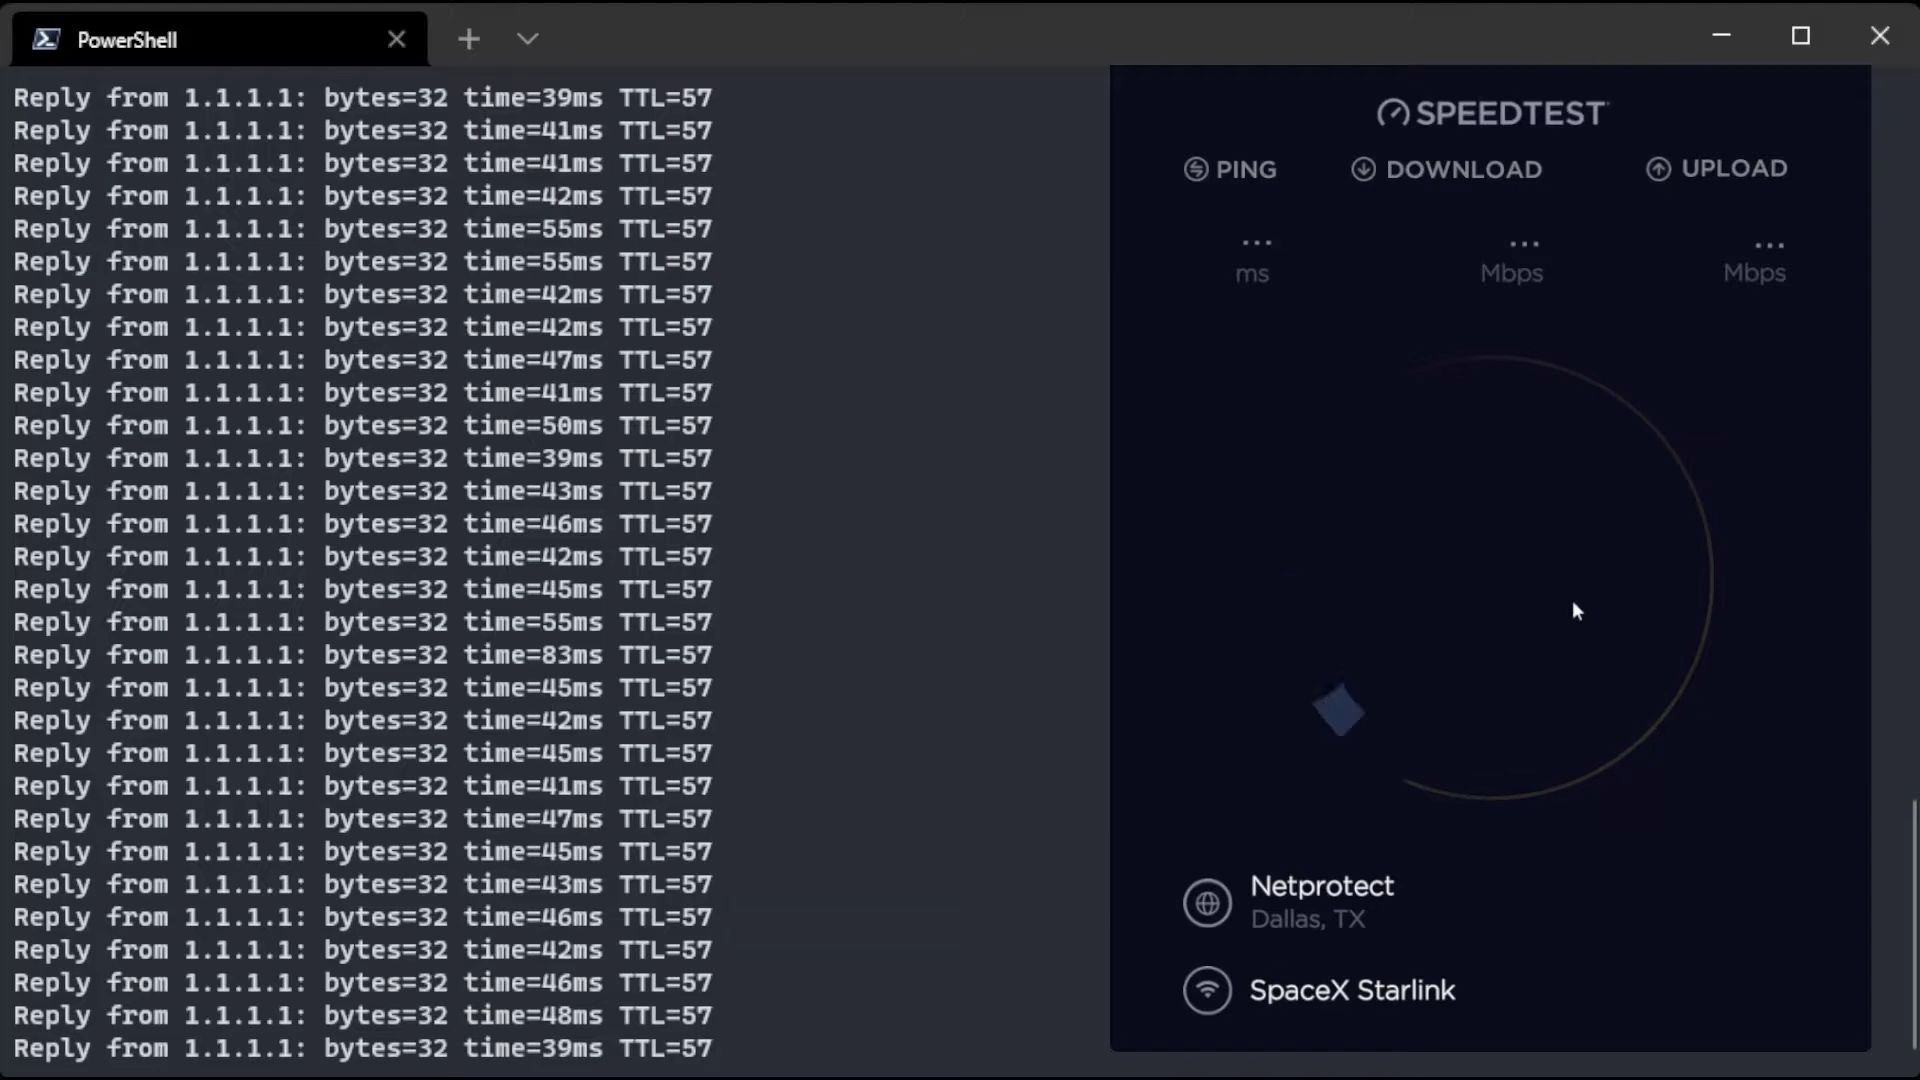 PowerShell
Reply from 1.1.1.1: bytes=32 time=39ms TTL=57
Reply from 1.1.1.1: bytes=32 time=41ms TTL=57
Reply from 1.1.1.1: bytes=32 time=41ms TTL=57
Reply from 1.1.1.1: bytes=32 time=42ms TTL=57
Reply from 1.1.1.1: bytes=32 time=55ms TTL=57
Reply from 1.1.1.1: bytes=32 time=55ms TTL=57
Reply from 1.1.1.1: bytes=32 time=42ms TTL=57
Reply from 1.1.1.1: bytes=32 time=42ms TTL=57
Reply from 1.1.1.1: bytes=32 time=47ms TTL=57
Reply from 1.1.1.1: bytes=32 time=41ms TTL=57
Reply from 1.1.1.1: bytes=32 time=50ms TTL=57
Reply from 1.1.1.1: bytes=32 time=39ms TTL=57
Reply from 1.1.1.1: bytes=32 time=43ms TTL=57
Reply from 1.1.1.1: bytes=32 time=46ms TTL=57
Reply from 1.1.1.1: bytes=32 time=42ms TTL=57
Reply from 1.1.1.1: bytes=32 time=45ms TTL=57
Reply from 1.1.1.1: bytes=32 time=55ms TTL=57
Reply from 1.1.1.1: bytes=32 time=83ms TTL=57
Reply from 1.1.1.1: bytes=32 time=45ms TTL=57
Reply from 1.1.1.1: bytes=32 time=42ms TTL=57
Reply from 1.1.1.1: bytes=32 time=45ms TTL=57
Reply from 1.1.1.1: bytes=32 time=41ms TTL=57
Reply from 1.1.1.1: bytes=32 time=47ms TTL=57
Reply from 1.1.1.1: bytes=32 time=45ms TTL=57
Reply from 1.1.1.1: bytes=32 time=43ms TTL=57
Reply from 1.1.1.1: bytes=32 time=46ms TTL=57
Reply from 1.1.1.1: bytes=32 time=42ms TTL=57
Reply from 1.1.1.1: bytes=32 time=46ms TTL=57
Reply from 1.1.1.1: bytes=32 time=48ms TTL=57
Reply from 1.1.1.1: bytes=32 time=39ms TTL=57
SPEEDTEST
PING DOWNLOAD UPLOAD
... ... ...
ms Mbps Mbps
Netprotect
Dallas, TX
SpaceX Starlink